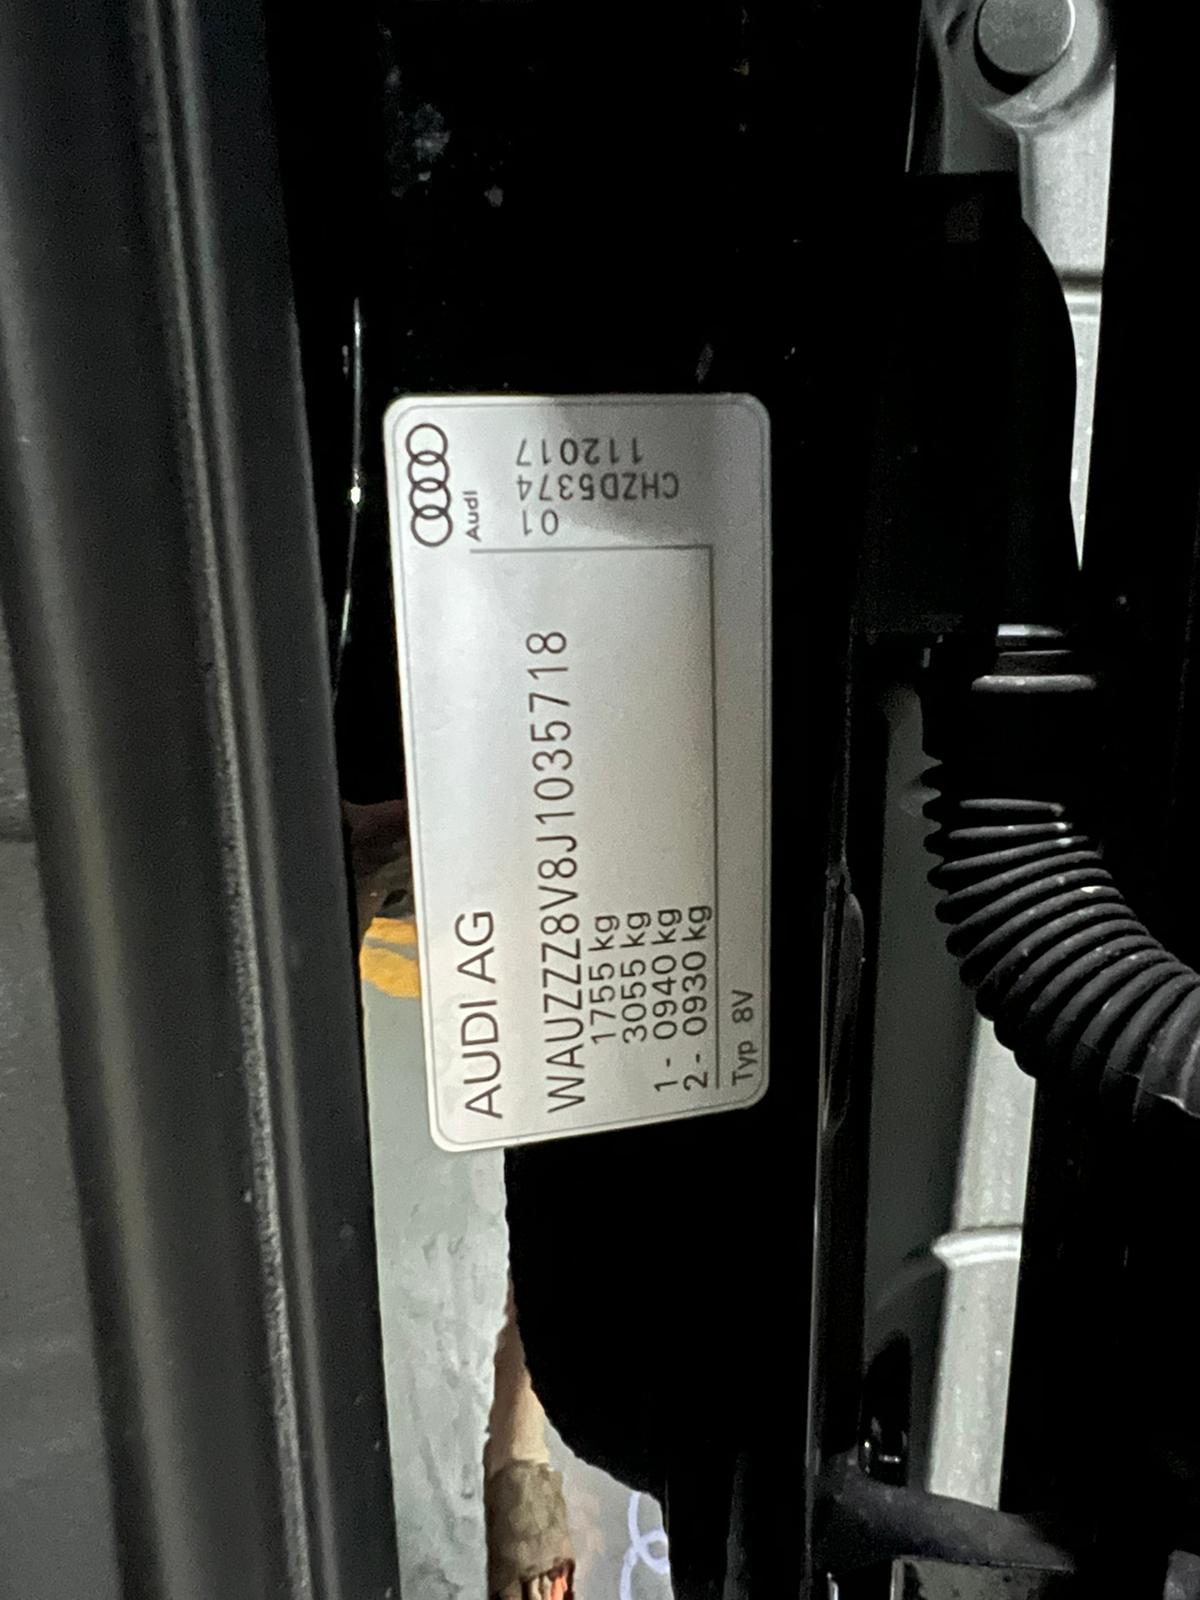 AUDI AG
Audi
WAUZZZ8V8J1035718
1755 kg
3055 kg
1 - 0940 kg
2 - 0930 kg
Typ 8V
01
CHZD5374
112017